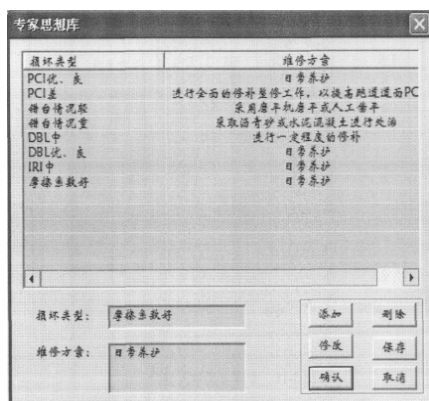 专家思想库
损坏类型 维修方案
PCI优、良 日常养护
PCI差 进行全面的修补整修工作，以提高跑道道面PC
错台情况轻 采用磨平机磨平或人工凿平
错台情况重 采取沥青砂或水泥混凝土进行处治
DBL中 进行一定程度的修补
DBL优、良 日常养护
IRI中 日常养护
摩擦系数好 日常养护
损坏类型： 摩擦系数好
维修方案： 日常养护
添加 删除
修改 保存
确认 取消